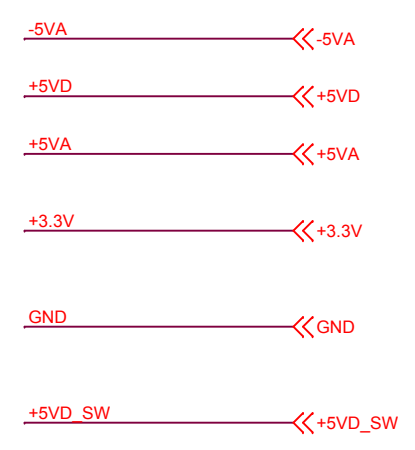 -5VA
-5VA
+5VD
+5VD
+5VA
+5VA
+3.3V
+3.3V
GND
GND
+5VD_SW
+5VD_SW